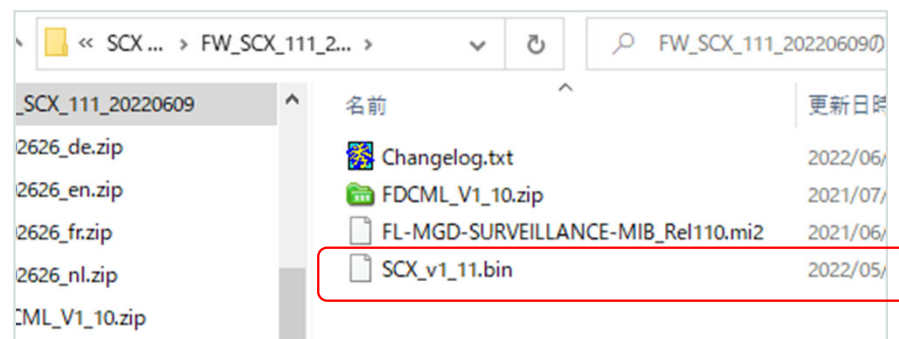 « SCX ... › FW_SCX_111_2... › FW_SCX_111_20220609の
_SCX_111_20220609
2626_de.zip
2626_en.zip
2626_fr.zip
2626_nl.zip
CML_V1_10.zip
名前 更新日時
Changelog.txt 2022/06/
FDCML_V1_10.zip 2021/07/
FL-MGD-SURVEILLANCE-MIB_Rel110.mi2 2021/06/
SCX_v1_11.bin 2022/05/